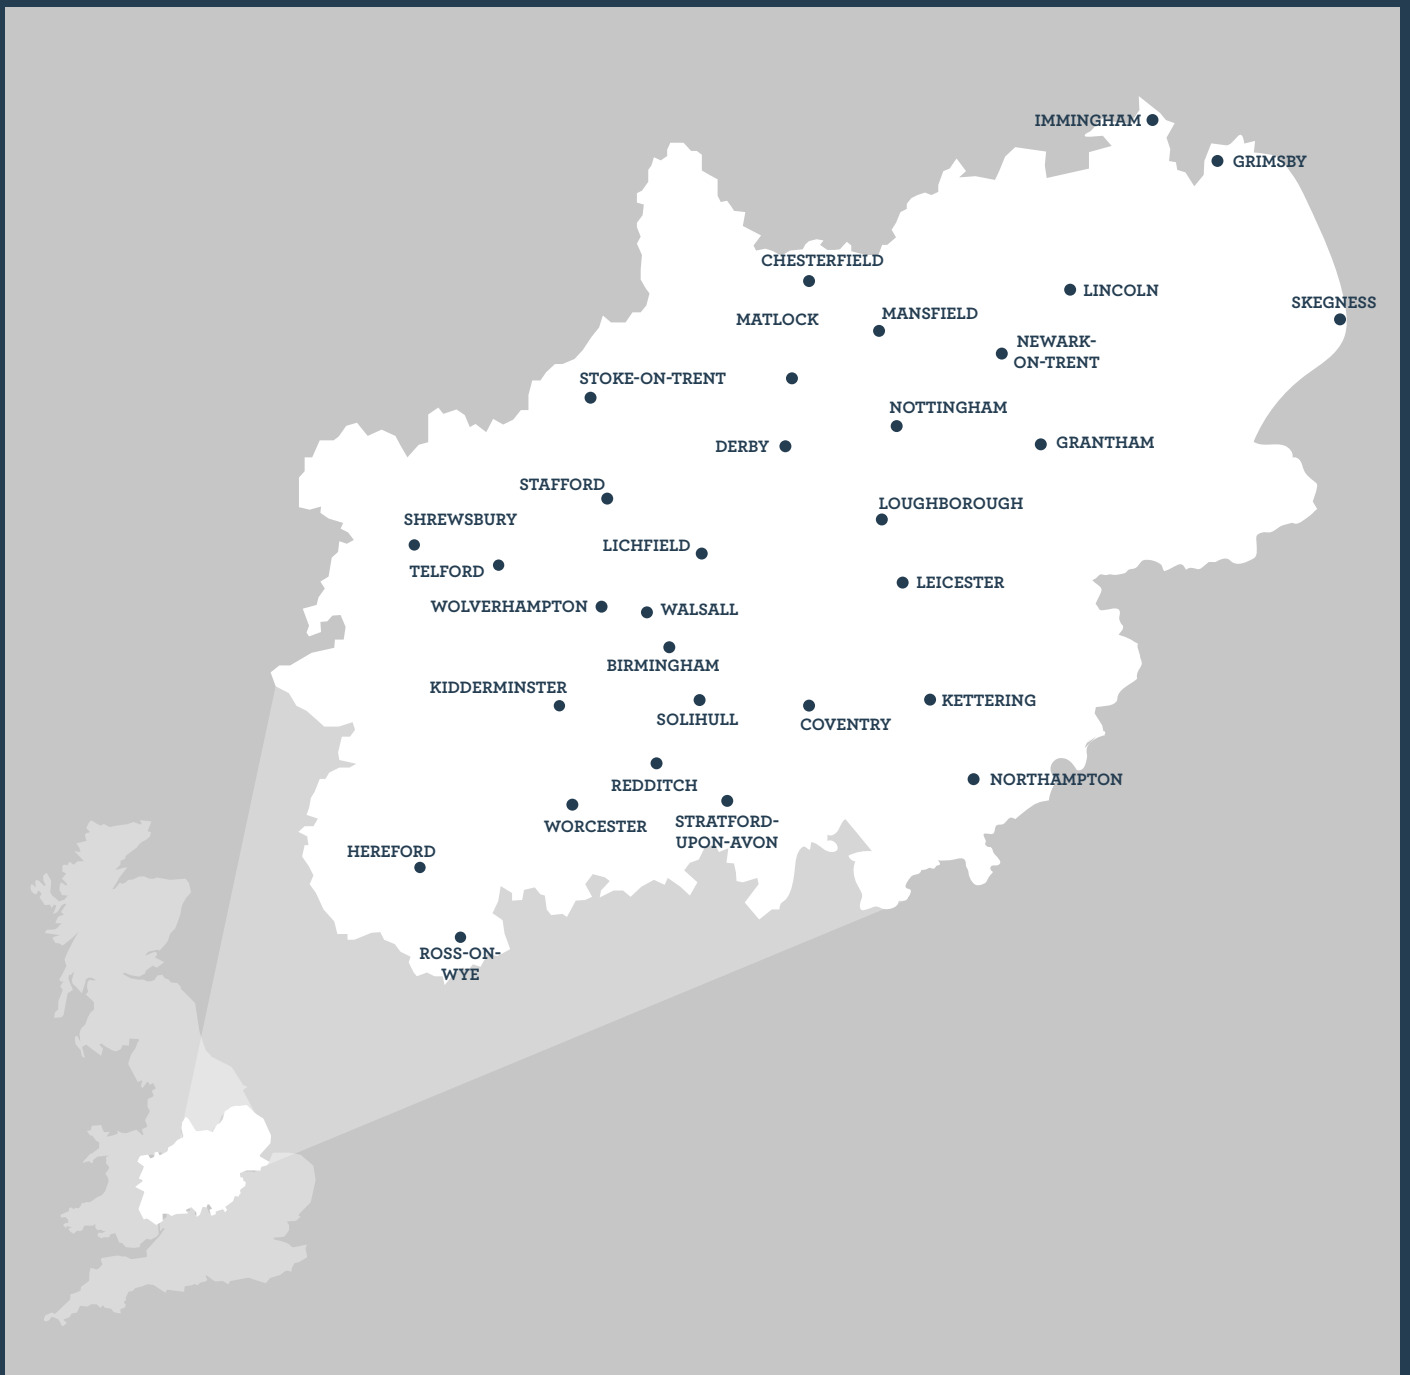 IMMINGHAM
GRIMSBY
CHESTERFIELD
LINCOLN
SKEGNESS
MATLOCK
MANSFIELD
NEWARK-
ON-TRENT
STOKE-ON-TRENT
NOTTINGHAM
DERBY
GRANTHAM
STAFFORD
LOUGHBOROUGH
SHREWSBURY
LICHFIELD
TELFORD
LEICESTER
WOLVERHAMPTON
WALSALL
BIRMINGHAM
KIDDERMINSTER
KETTERING
SOLIHULL
COVENTRY
REDDITCH
NORTHAMPTON
WORCESTER
STRATFORD-
UPON-AVON
HEREFORD
ROSS-ON-
WYE